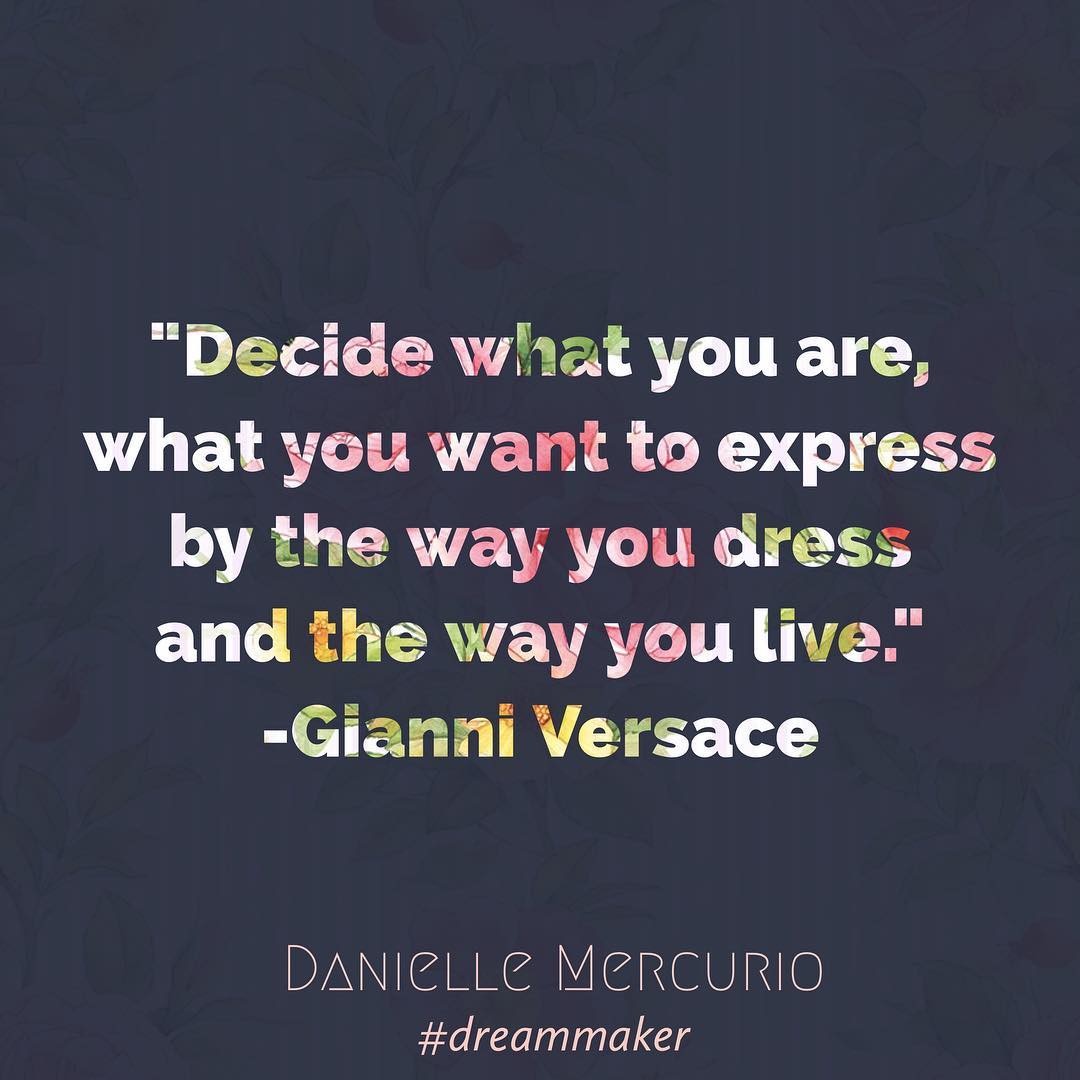 "Decide what you are,
what you want to express
by the way you dress
and the way you live."
-Gianni Versace
Danielle Mercurio
#dreammaker